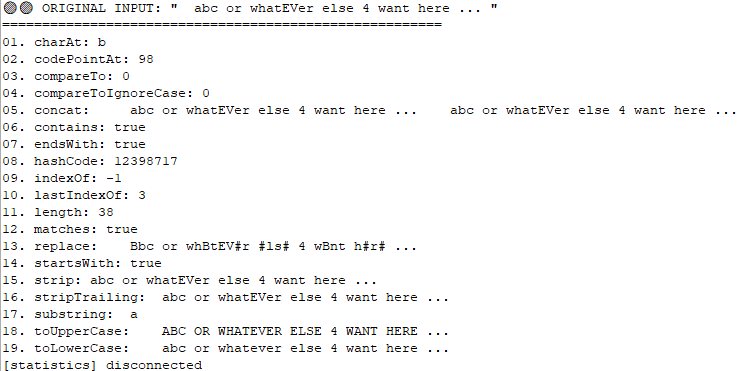 ORIGINAL INPUT: "  abc or whatEVer else 4 want here ... "
=======================================================
01. charAt: b
02. codePointAt: 98
03. compareTo: 0
04. compareToIgnoreCase: 0
05. concat:     abc or whatEVer else 4 want here ...    abc or whatEVer else 4 want here ...
06. contains: true
07. endsWith: true
08. hashCode: 12398717
09. indexOf: -1
10. lastIndexOf: 3
11. length: 38
12. matches: true
13. replace:    Bbc or whBtEV#r #ls# 4 wBnt h#r# ...
14. startsWith: true
15. strip: abc or whatEVer else 4 want here ...
16. stripTrailing:  abc or whatEVer else 4 want here ...
17. substring:  a
18. toUpperCase:    ABC OR WHATEVER ELSE 4 WANT HERE ...
19. toLowerCase:    abc or whatever else 4 want here ...
[statistics] disconnected